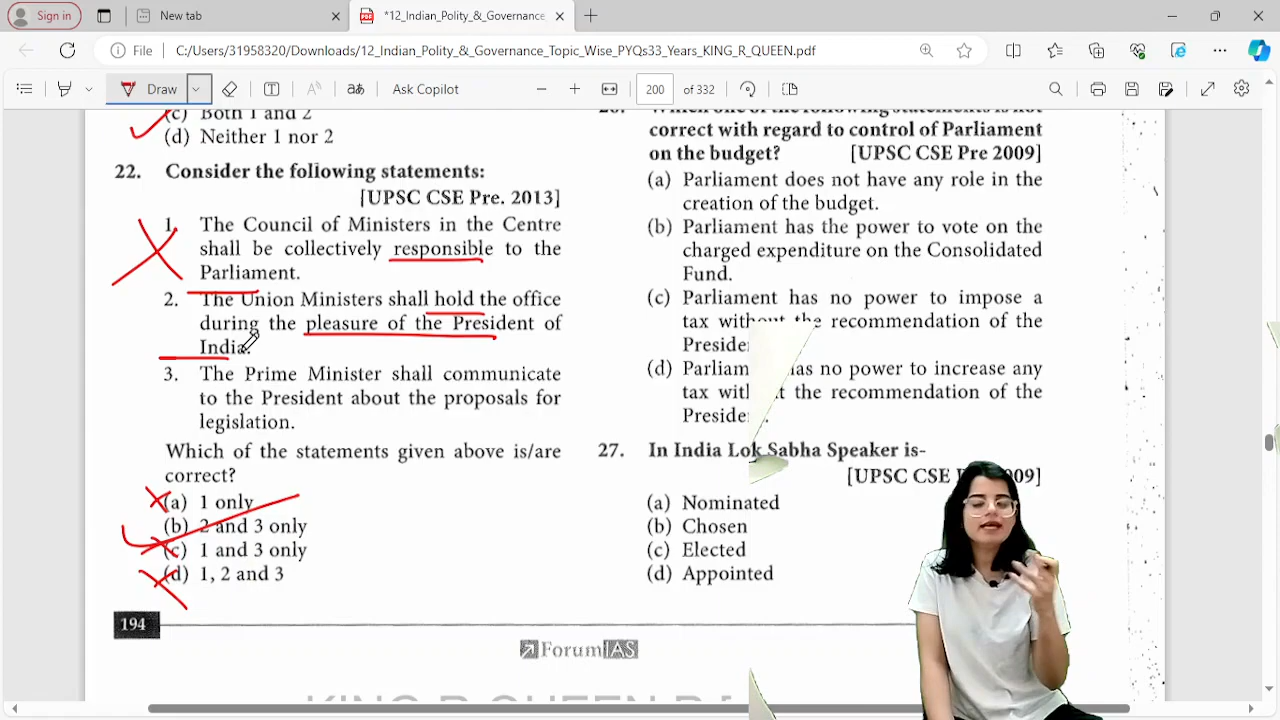 Sign in
New tab
*12_Indian_Polity_&_Governance
File
C:/Users/31958320/Downloads/12_Indian_Polity_&_Governance_Topic_Wise_PYQs33_Years_KING_R_QUEEN.pdf
Draw
Ask Copilot
200 of 332
(c) Both 1 and 2
(d) Neither 1 nor 2
22. Consider the following statements:
[UPSC CSE Pre. 2013]
1. The Council of Ministers in the Centre
shall be collectively responsible to the
Parliament.
2. The Union Ministers shall hold the office
during the pleasure of the President of
India.
3. The Prime Minister shall communicate
to the President about the proposals for
legislation.
Which of the statements given above is/are
correct?
(a) 1 only
(b) 2 and 3 only
(c) 1 and 3 only
(d) 1, 2 and 3
194
correct with regard to control of Parliament
on the budget? [UPSC CSE Pre 2009]
(a) Parliament does not have any role in the
creation of the budget.
(b) Parliament has the power to vote on the
charged expenditure on the Consolidated
Fund.
(c) Parliament has no power to impose a
tax without the recommendation of the
(d) has no power to increase any
the recommendation of the
27. In India Lok Sabha Speaker is-
[UPSC CSE 2009]
(a) Nominated
(b) Chosen
(c) Elected
(d) Appointed
ForumIAS